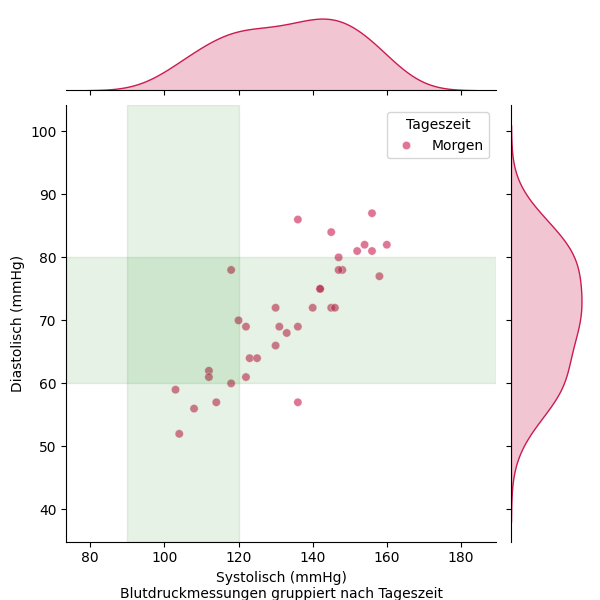 Tageszeit
Morgen
100
90
80
70
60
50
40
Diastolisch (mmHg)
80 100 120 140 160 180
Systolisch (mmHg)
Blutdruckmessungen gruppiert nach Tageszeit